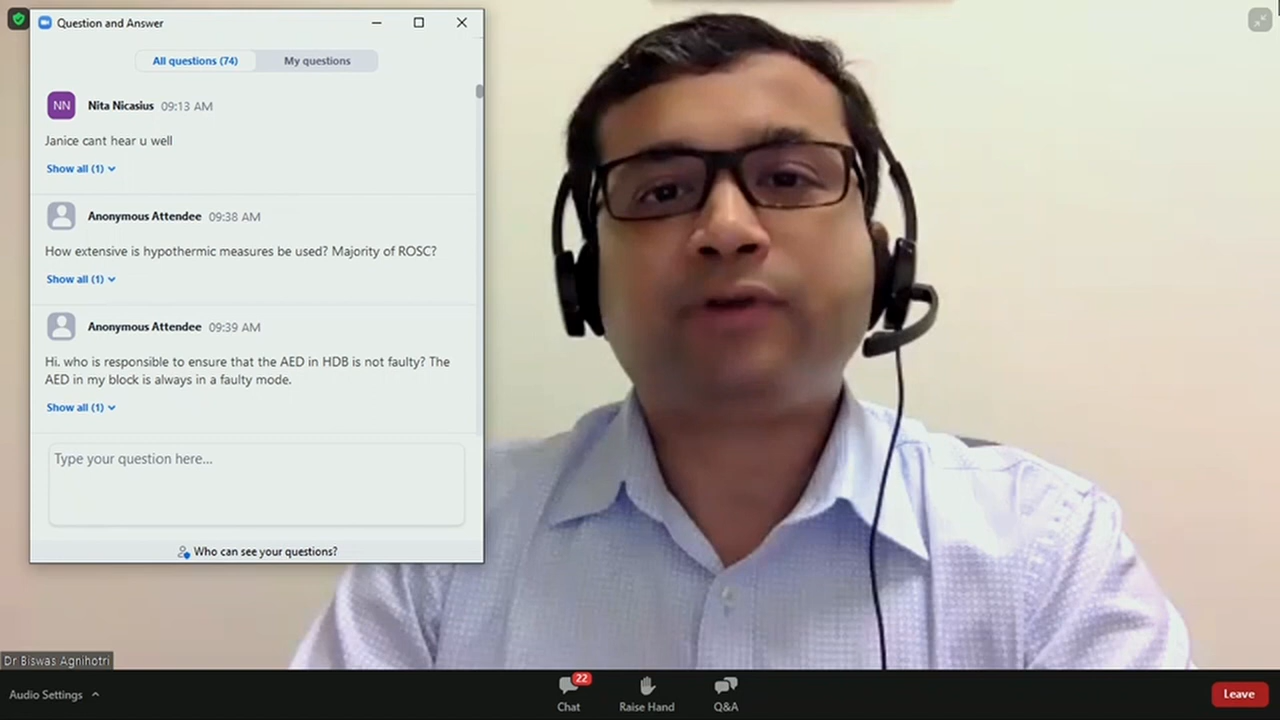 Question and Answer
All questions (74)
My questions
NN
Nita Nicasius 09:13 AM
Janice cant hear u well
Show all (1)
Anonymous Attendee 09:38 AM
How extensive is hypothermic measures be used? Majority of ROSC?
Show all (1)
Anonymous Attendee 09:39 AM
Hi. who is responsible to ensure that the AED in HDB is not faulty? The
AED in my block is always in a faulty mode.
Show all (1)
Type your question here...
Who can see your questions?
Dr Biswas Agnihotri
Audio Settings
22
Chat
Raise Hand
Q&A
Leave